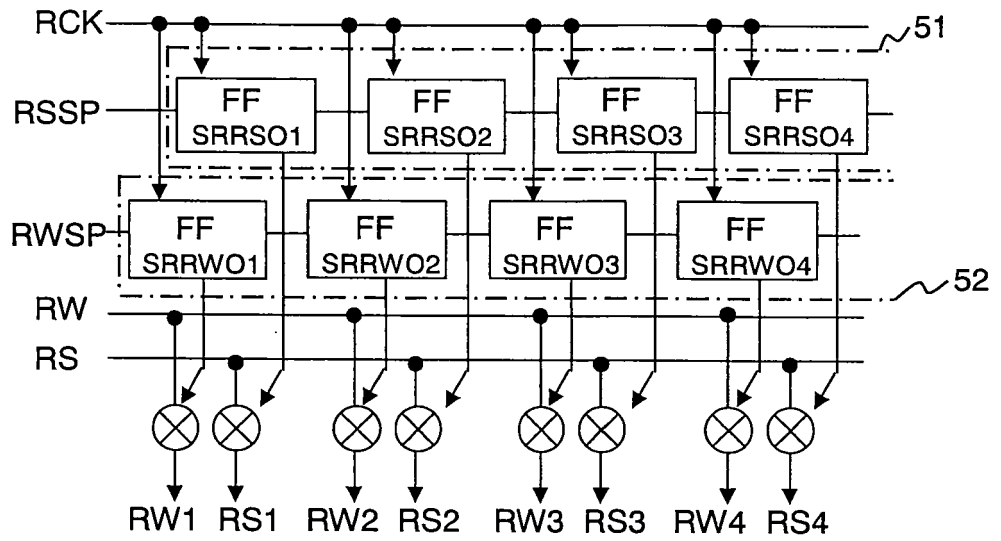 RCK
51
RSSP
FF
SRRSO1
FF
SRRSO2
FF
SRRSO3
FF
SRRSO4
RWSP
FF
SRRWO1
FF
SRRWO2
FF
SRRWO3
FF
SRRWO4
52
RW
RS
RW1 RS1 RW2 RS2 RW3 RS3 RW4 RS4